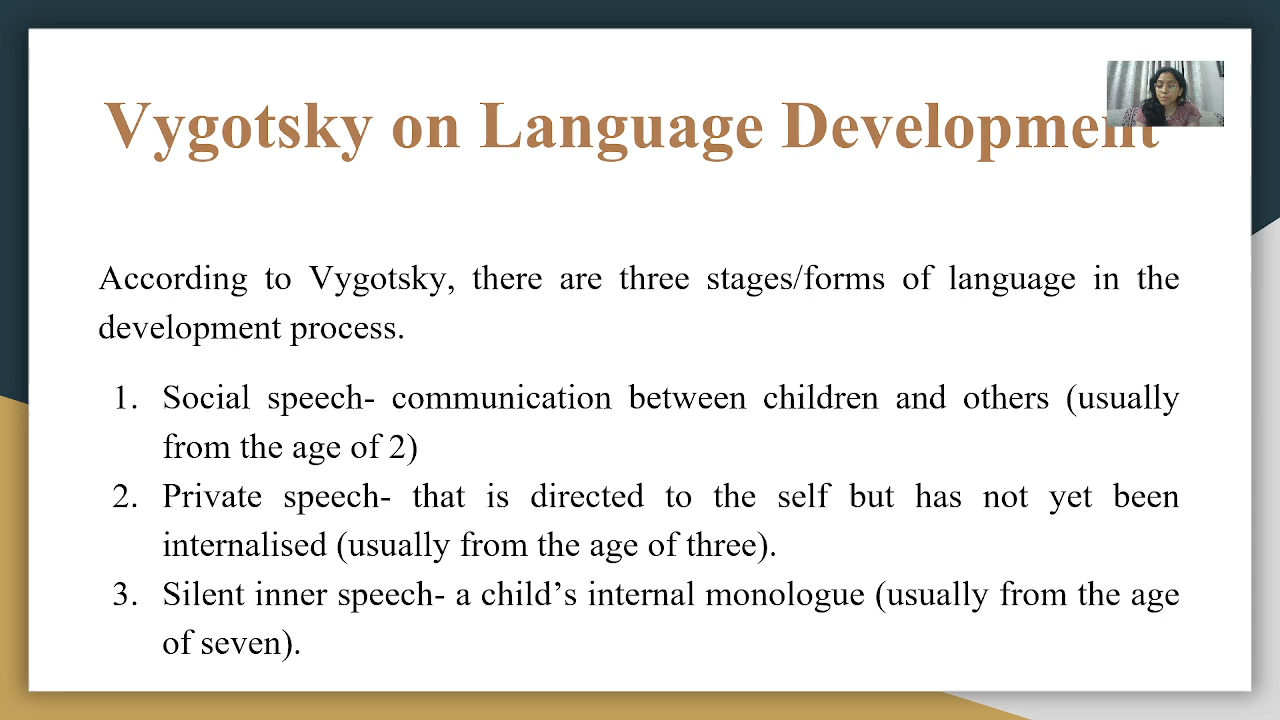 Vygotsky on Language Development
According to Vygotsky, there are three stages/forms of language in the
development process.
1. Social speech- communication between children and others (usually
from the age of 2)
2. Private speech- that is directed to the self but has not yet been
internalised (usually from the age of three).
3. Silent inner speech- a child’s internal monologue (usually from the age
of seven).